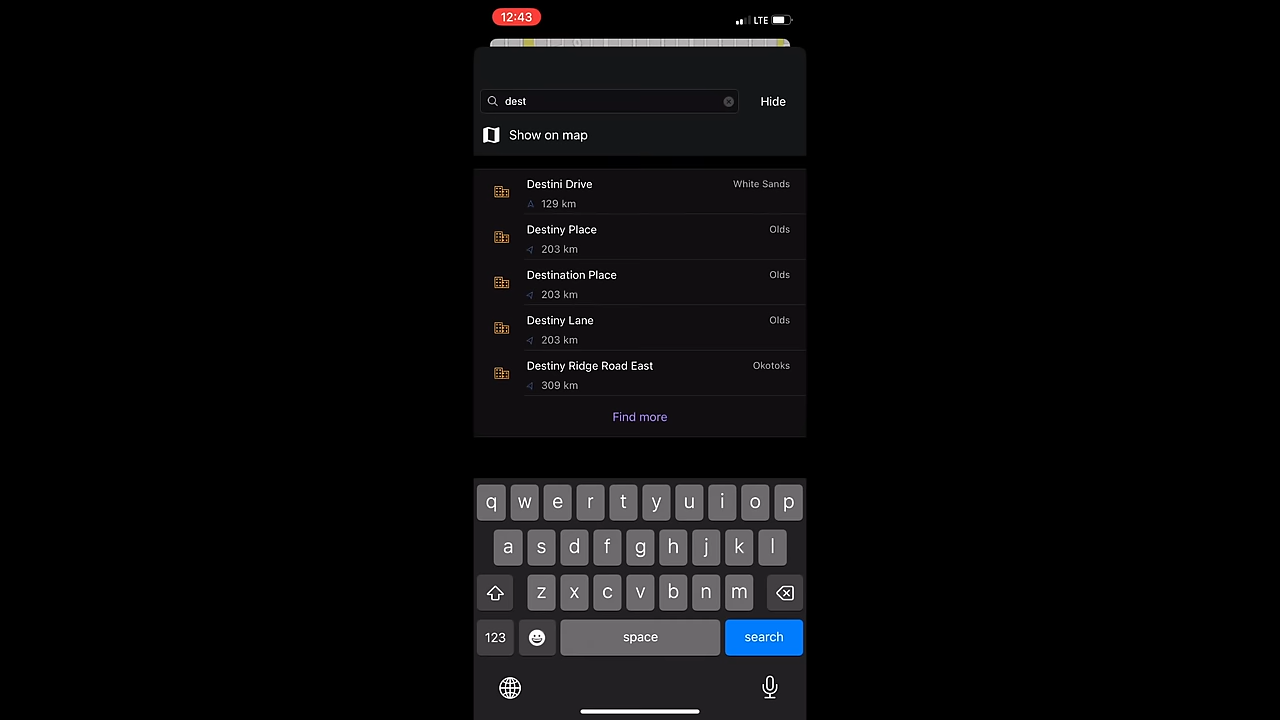 12:43
LTE
dest
Hide
Show on map
Destini Drive
White Sands
129 km
Destiny Place
Olds
203 km
Destination Place
Olds
203 km
Destiny Lane
Olds
203 km
Destiny Ridge Road East
Okotoks
309 km
Find more
q w e r t y u i o p
a s d f g h j k l
z x c v b n m
123
space
search